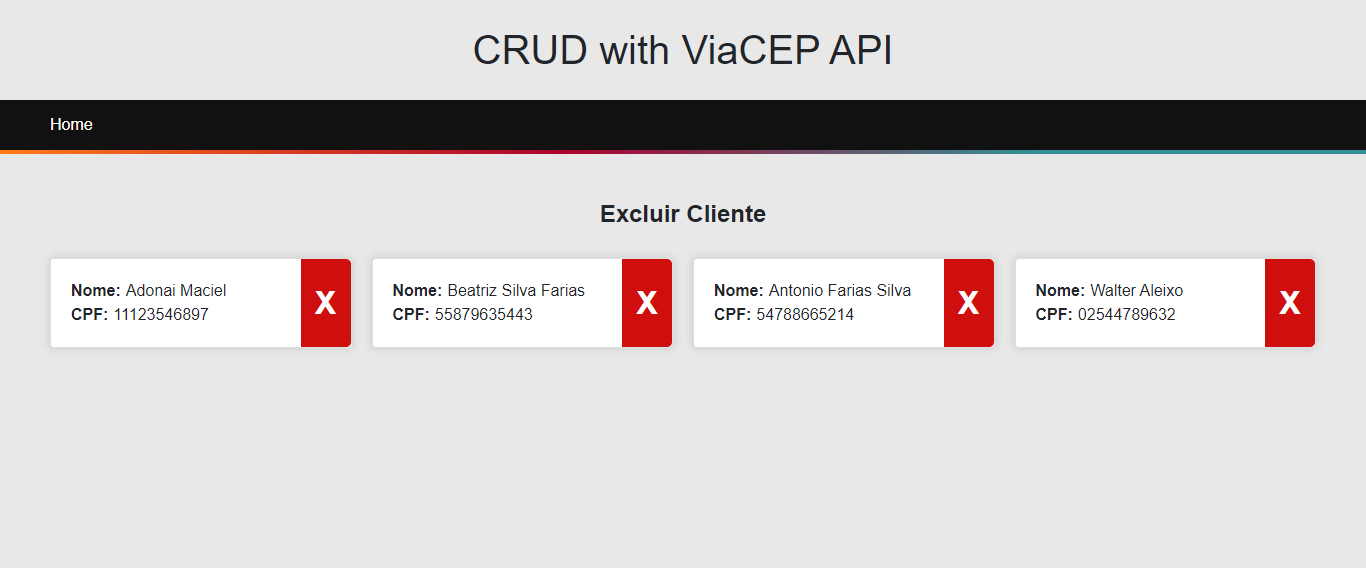 CRUD with ViaCEP API
Home
Excluir Cliente
Nome: Adonai Maciel
CPF: 11123546897
X
Nome: Beatriz Silva Farias
CPF: 55879635443
X
Nome: Antonio Farias Silva
CPF: 54788665214
X
Nome: Walter Aleixo
CPF: 02544789632
X